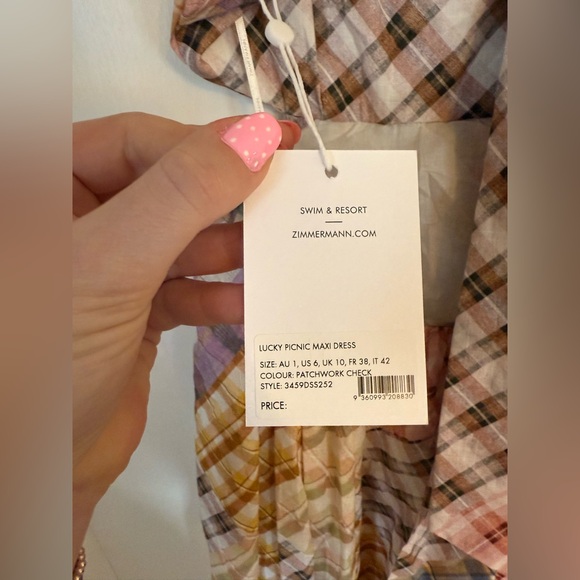 SWIM & RESORT
ZIMMERMANN.COM
LUCKY PICNIC MAXI DRESS
SIZE: AU 1, US 6, UK 10, FR 38, IT 42
COLOUR: PATCHWORK CHECK
STYLE: 3459DSS252
9 360993 208830
PRICE: